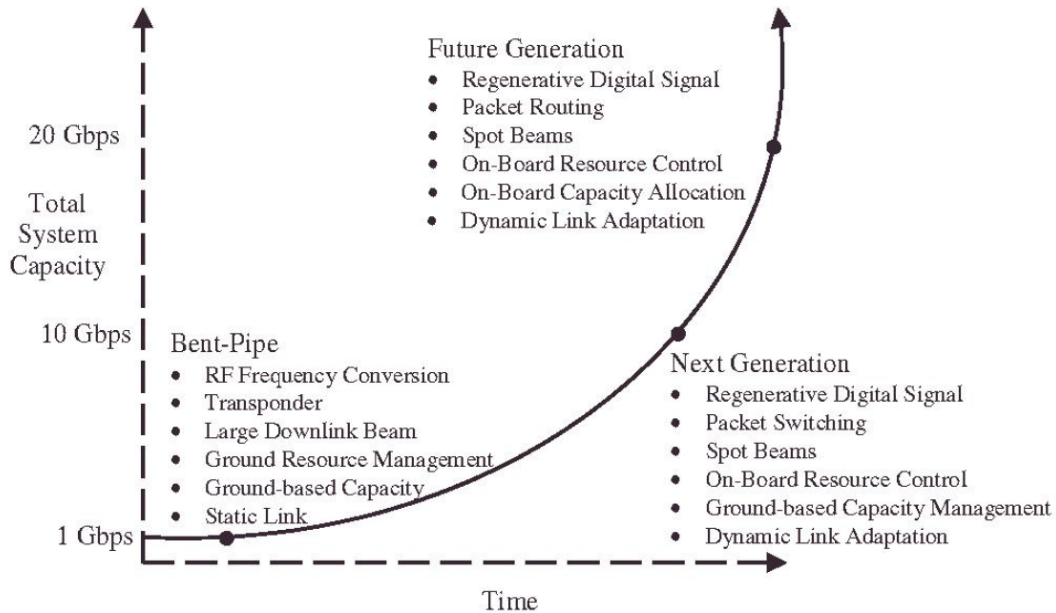 Future Generation
• Regenerative Digital Signal
• Packet Routing
• Spot Beams
• On-Board Resource Control
• On-Board Capacity Allocation
• Dynamic Link Adaptation
20 Gbps
Total
System
Capacity
10 Gbps
Bent-Pipe
• RF Frequency Conversion
• Transponder
• Large Downlink Beam
• Ground Resource Management
• Ground-based Capacity
• Static Link
Next Generation
• Regenerative Digital Signal
• Packet Switching
• Spot Beams
• On-Board Resource Control
• Ground-based Capacity Management
• Dynamic Link Adaptation
1 Gbps
Time